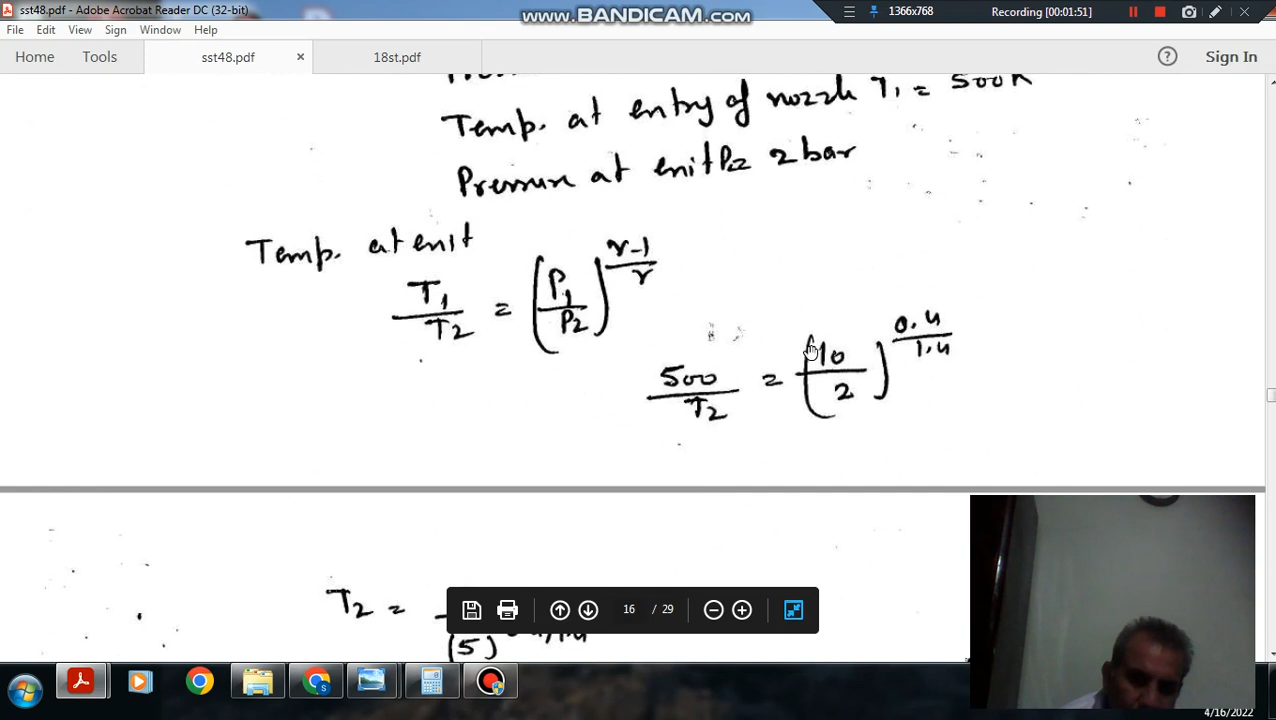 sst48.pdf - Adobe Acrobat Reader DC (32-bit)
www.BANDICAM.com
1366x768
Recording [00:01:51]
File Edit View Sign Window Help
Home Tools sst48.pdf × 18st.pdf Sign In
Temp. at entry of nozzle T1 = 500K
Pressure at enit P2 2 bar
Temp. at enit
T1/T2 = (P1/P2)^(γ-1)/γ
500/T2 = (10/2)^0.4/1.4
16 / 29
T2 =
(5)
4/16/2022